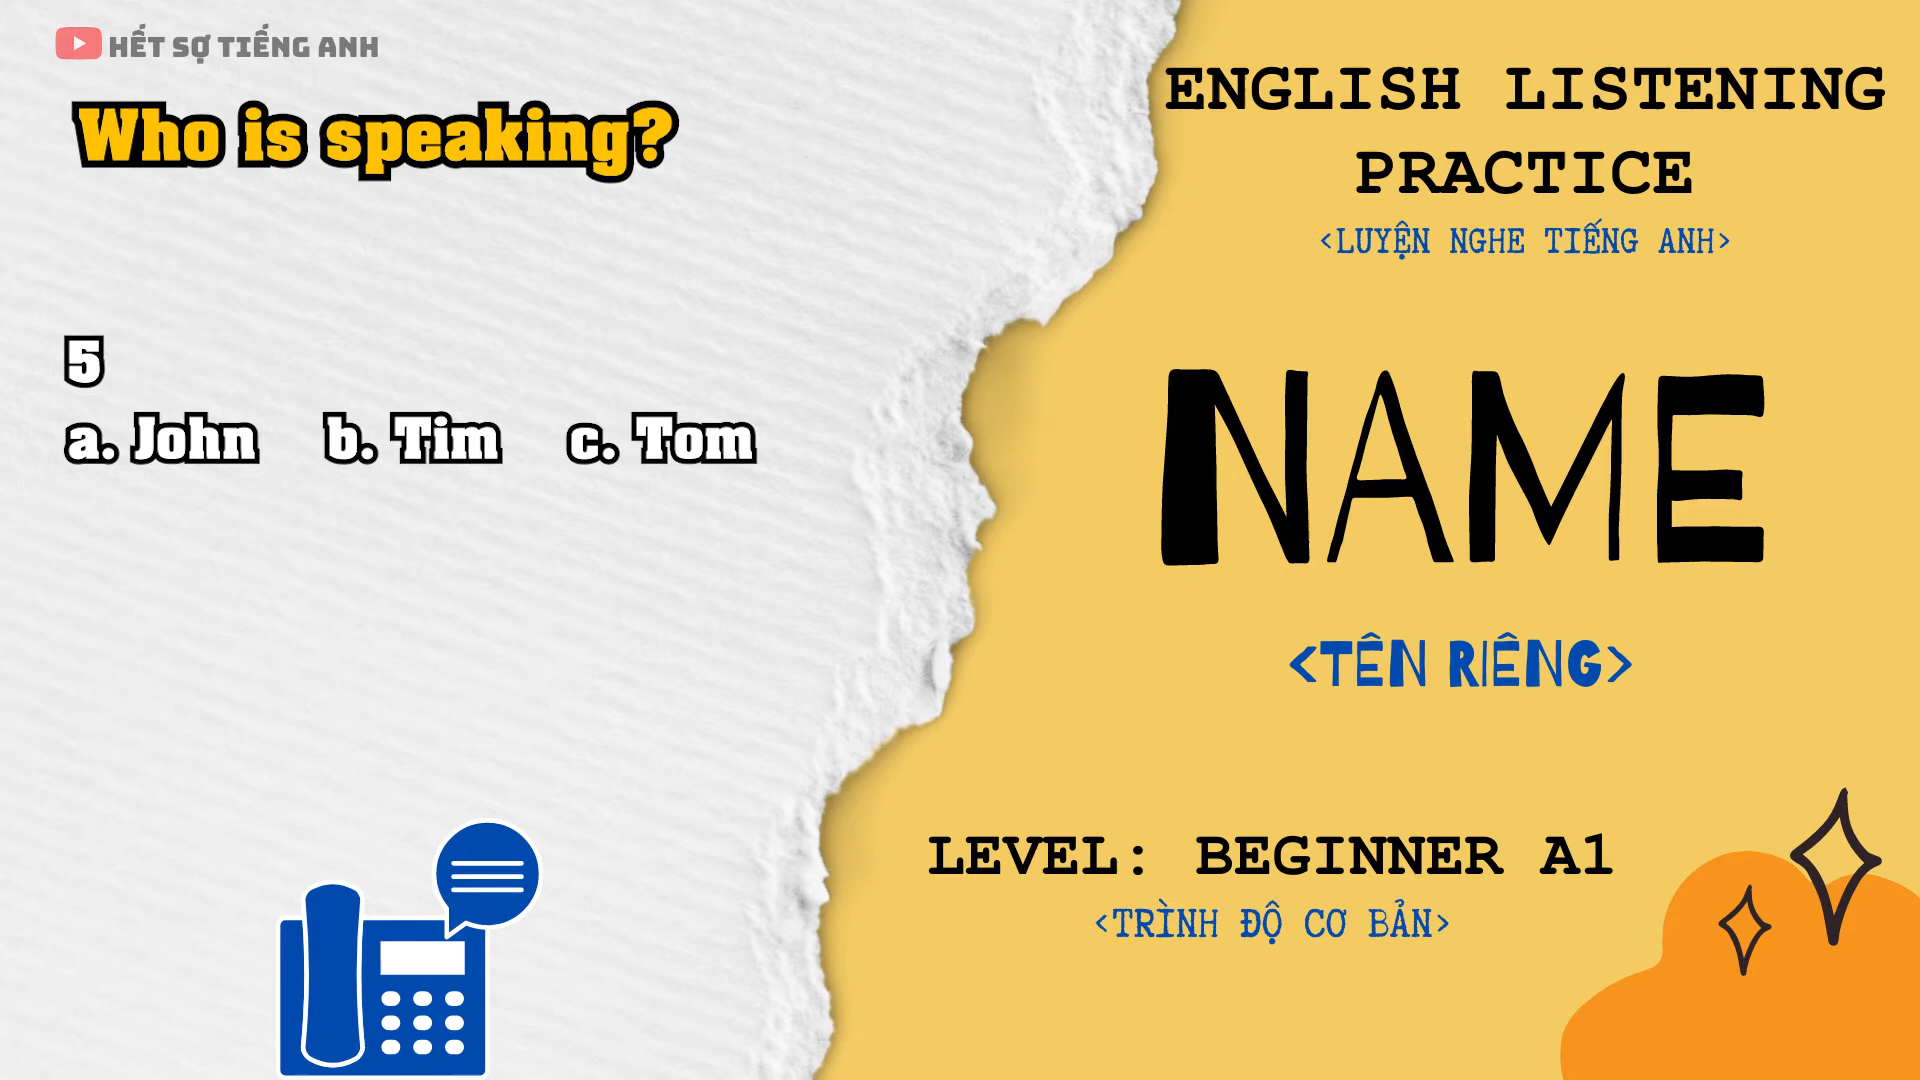 HẾT SỢ TIẾNG ANH
Who is speaking?
5
a. John b. Tim c. Tom
ENGLISH LISTENING
PRACTICE
<LUYỆN NGHE TIẾNG ANH>
NAME
<TÊN RIÊNG>
LEVEL: BEGINNER A1
<TRÌNH ĐỘ CƠ BẢN>